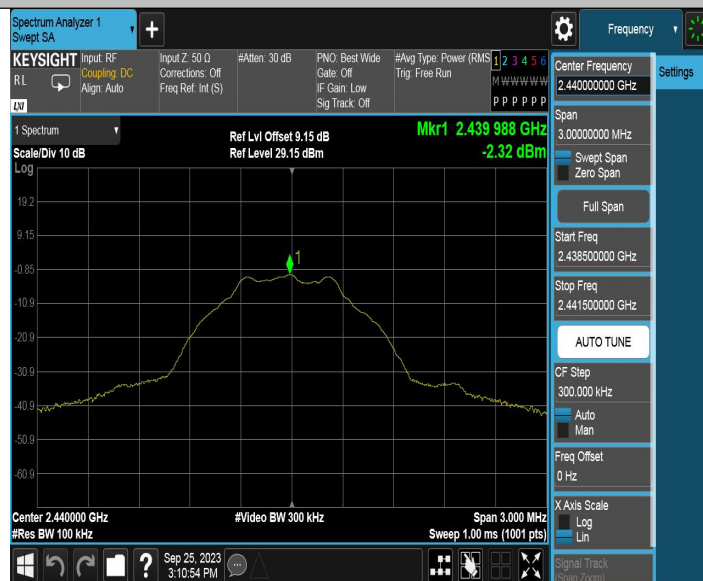 Spectrum Analyzer 1
Swept SA
+
Frequency
KEYSIGHT
RL
LXI
Input: RF
Coupling: DC
Align: Auto
Input Z: 50 Ω
Corrections: Off
Freq Ref: Int (S)
#Atten: 30 dB
PNO: Best Wide
Gate: Off
IF Gain: Low
Sig Track: Off
#Avg Type: Power (RMS
Trig: Free Run
1 2 3 4 5 6
M W W W W W
P P P P P P
Center Frequency
2.440000000 GHz
Settings
Span
3.00000000 MHz
Swept Span
Zero Span
Full Span
Start Freq
2.438500000 GHz
Stop Freq
2.441500000 GHz
AUTO TUNE
CF Step
300.000 kHz
Auto
Man
Freq Offset
0 Hz
X Axis Scale
Log
Lin
Signal Track
(Span Zoom)
1 Spectrum
Scale/Div 10 dB
Ref Lvl Offset 9.15 dB
Ref Level 29.15 dBm
Mkr1 2.439 988 GHz
-2.32 dBm
Log
19.2
9.15
-0.85
-10.9
-20.9
-30.9
-40.9
-50.9
-60.9
1
Center 2.440000 GHz
#Res BW 100 kHz
#Video BW 300 kHz
Span 3.000 MHz
Sweep 1.00 ms (1001 pts)
?
Sep 25, 2023
3:10:54 PM